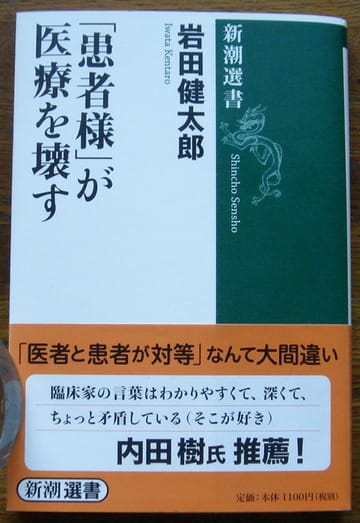 「患者様」が
医療を壊す
岩田健太郎
Iwata Kentaro
新潮選書
Shincho Sensho
「医者と患者が対等」なんて大間違い
臨床家の言葉はわかりやすくて、深くて、
ちょっと矛盾している(そこが好き)
内田 樹氏 推薦！
新潮選書
定価：本体1100円(税別)